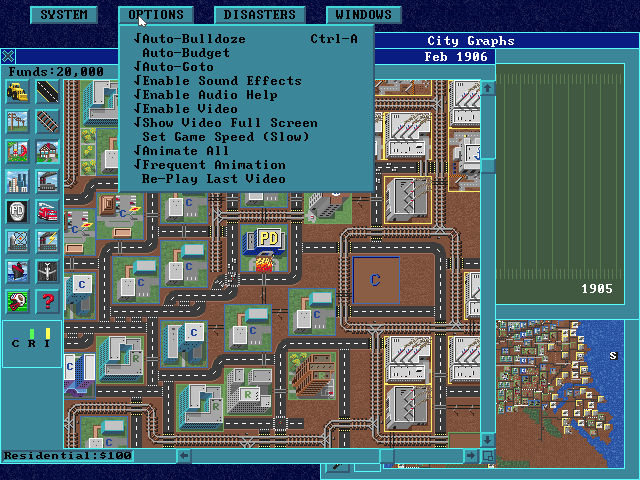 SYSTEM OPTIONS DISASTERS WINDOWS
City Graphs
Feb 1906
Funds:20,000
√Auto-Bulldoze Ctrl-A
Auto-Budget
√Auto-Goto
√Enable Sound Effects
√Enable Audio Help
√Enable Video
√Show Video Full Screen
Set Game Speed (Slow)
√Animate All
√Frequent Animation
Re-Play Last Video
C
C
PD
PD
C
C
C
C
C
C
C
C
R
R
R
C
1905
S
?
C R I
Residential:$100